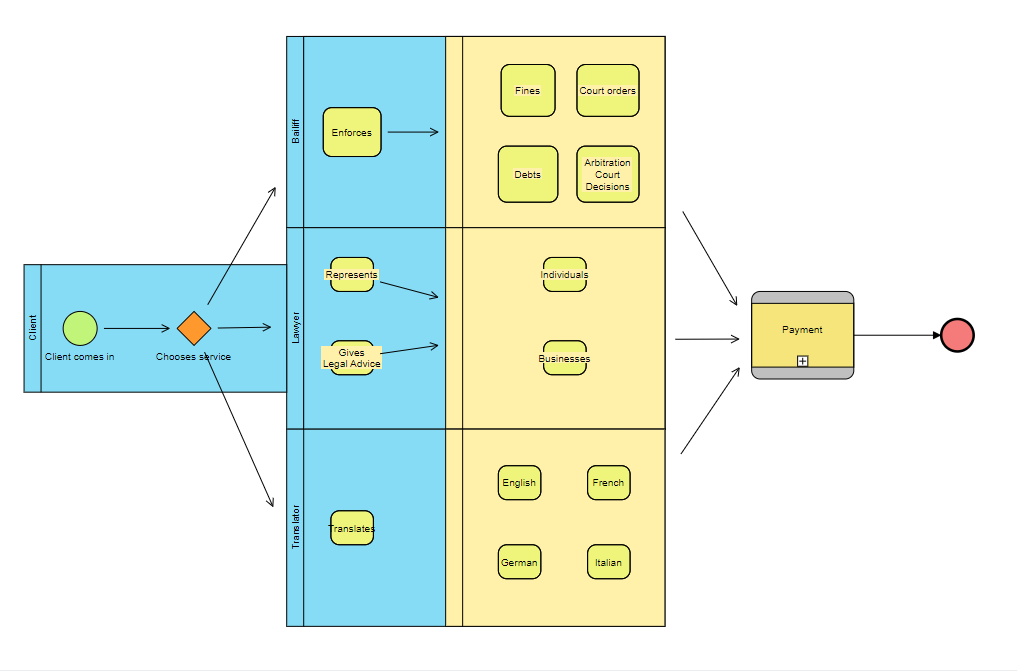 Client
Client comes in
Chooses service
Bailiff
Enforces
Fines
Court orders
Debts
Arbitration
Court
Decisions
Lawyer
Represents
Gives
Legal Advice
Individuals
Businesses
Translator
Translates
English
French
German
Italian
Payment